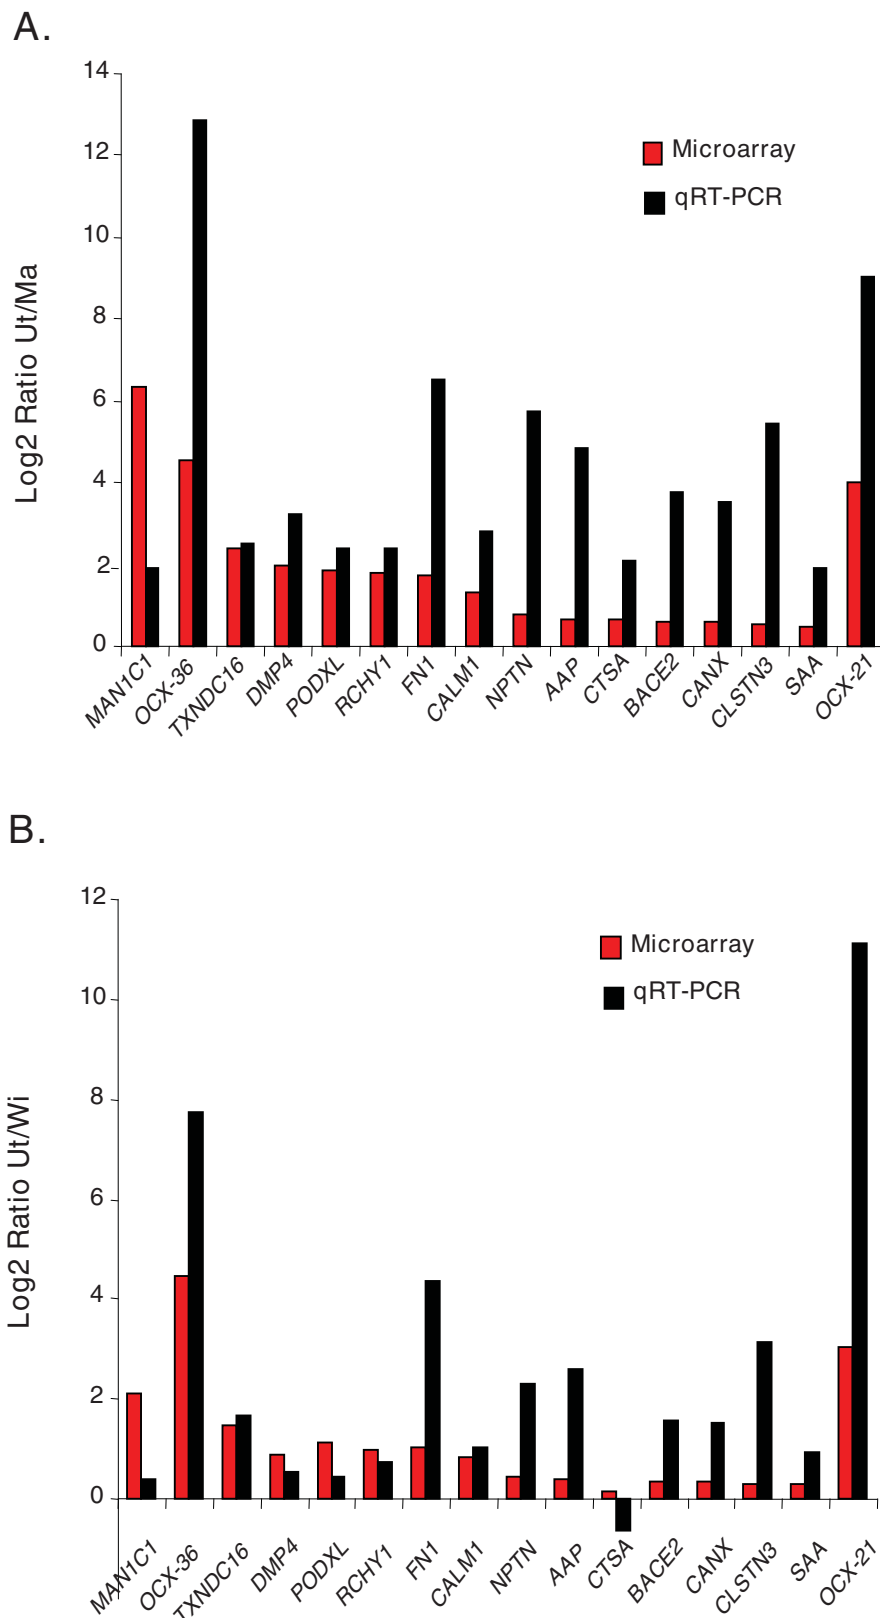 A.
14
12
10
8
6
4
2
0
Log2 Ratio Ut/Ma
Microarray
qRT-PCR
MAN1C1
OCX-36
TXNDC16
DMP4
PODXL
RCHY1
FN1
CALM1
NPTN
AAP
CTSA
BACE2
CANX
CLSTN3
SAA
OCX-21
B.
12
10
8
6
4
2
0
Log2 Ratio Ut/Wi
Microarray
qRT-PCR
MAN1C1
OCX-36
TXNDC16
DMP4
PODXL
RCHY1
FN1
CALM1
NPTN
AAP
CTSA
BACE2
CANX
CLSTN3
SAA
OCX-21